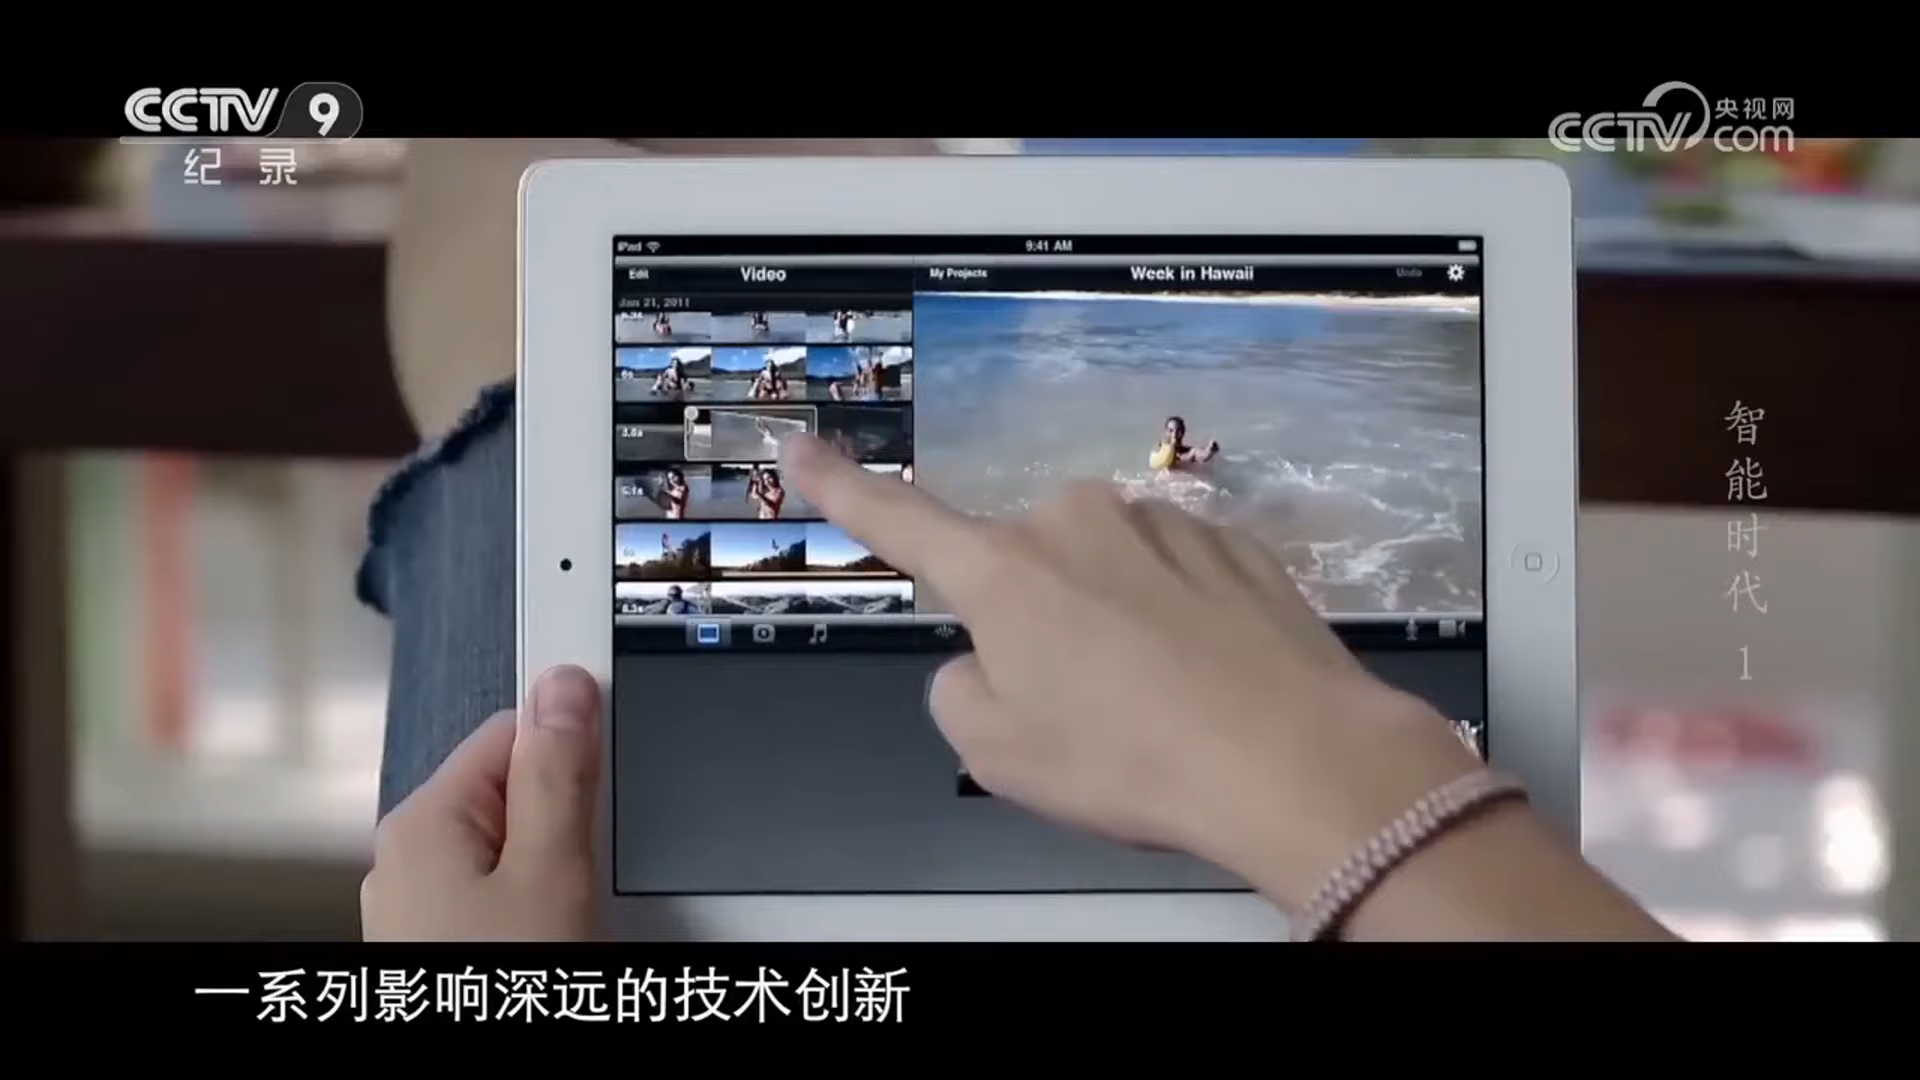 CCTV 9
纪录
CCTV 央视网
com
iPad
9:41 AM
Edit
Video
My Projects
Week in Hawaii
Undo
Jan 21, 2011
智能时代 1
一系列影响深远的技术创新